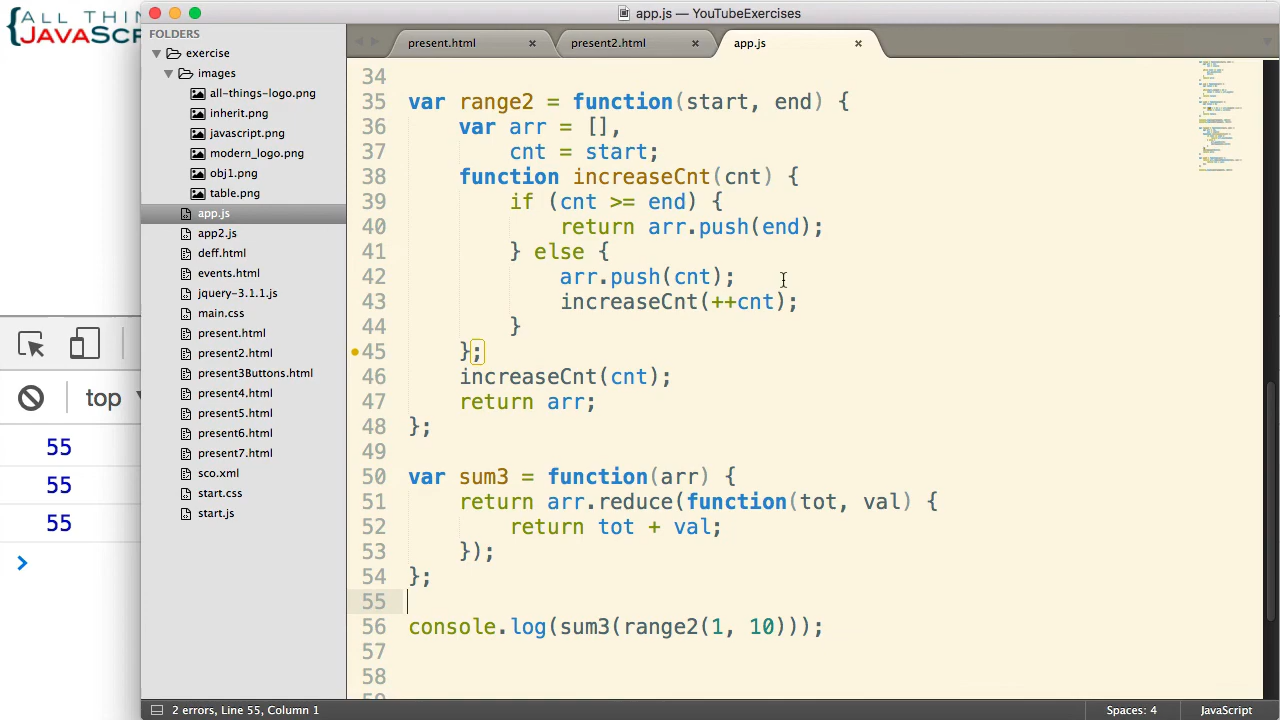 {ALL THIN
JAVASCRI
app.js — YouTubeExercises
FOLDERS
exercise
images
all-things-logo.png
inherit.png
javascript.png
modern_logo.png
obj1.png
table.png
app.js
app2.js
deff.html
events.html
jquery-3.1.1.js
main.css
present.html
present2.html
present3Buttons.html
present4.html
present5.html
present6.html
present7.html
sco.xml
start.css
start.js
top
55
55
55
present.html
present2.html
app.js
34
35 var range2 = function(start, end) {
36     var arr = [],
37         cnt = start;
38     function increaseCnt(cnt) {
39         if (cnt >= end) {
40             return arr.push(end);
41         } else {
42             arr.push(cnt);
43             increaseCnt(++cnt);
44         }
45     };
46     increaseCnt(cnt);
47     return arr;
48 };
49
50 var sum3 = function(arr) {
51     return arr.reduce(function(tot, val) {
52         return tot + val;
53     });
54 };
55
56 console.log(sum3(range2(1, 10)));
57
58
2 errors, Line 55, Column 1
Spaces: 4
JavaScript